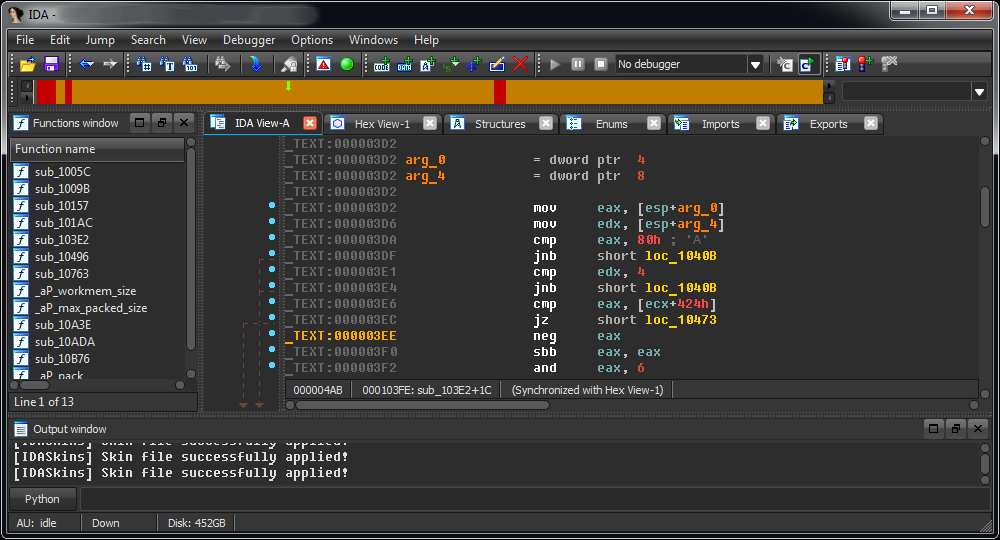 IDA -
File Edit Jump Search View Debugger Options Windows Help
No debugger
Functions window
IDA View-A Hex View-1 Structures Enums Imports Exports
Function name
sub_1005C
sub_1009B
sub_10157
sub_101AC
sub_103E2
sub_10496
sub_10763
_aP_workmem_size
_aP_max_packed_size
sub_10A3E
sub_10ADA
sub_10B76
_aP_pack
Line 1 of 13
_TEXT:000003D2
_TEXT:000003D2 arg_0 = dword ptr 4
_TEXT:000003D2 arg_4 = dword ptr 8
_TEXT:000003D2
_TEXT:000003D2 mov eax, [esp+arg_0]
_TEXT:000003D6 mov edx, [esp+arg_4]
_TEXT:000003DA cmp eax, 80h ; 'A'
_TEXT:000003DF jnb short loc_1040B
_TEXT:000003E1 cmp edx, 4
_TEXT:000003E4 jnb short loc_1040B
_TEXT:000003E6 cmp eax, [ecx+424h]
_TEXT:000003EC jz short loc_10473
_TEXT:000003EE neg eax
_TEXT:000003F0 sbb eax, eax
_TEXT:000003F2 and eax, 6
000004AB 000103FE: sub_103E2+1C (Synchronized with Hex View-1)
Output window
[IDASkins] Skin file successfully applied!
[IDASkins] Skin file successfully applied!
[IDASkins] Skin file successfully applied!
Python
AU: idle Down Disk: 452GB